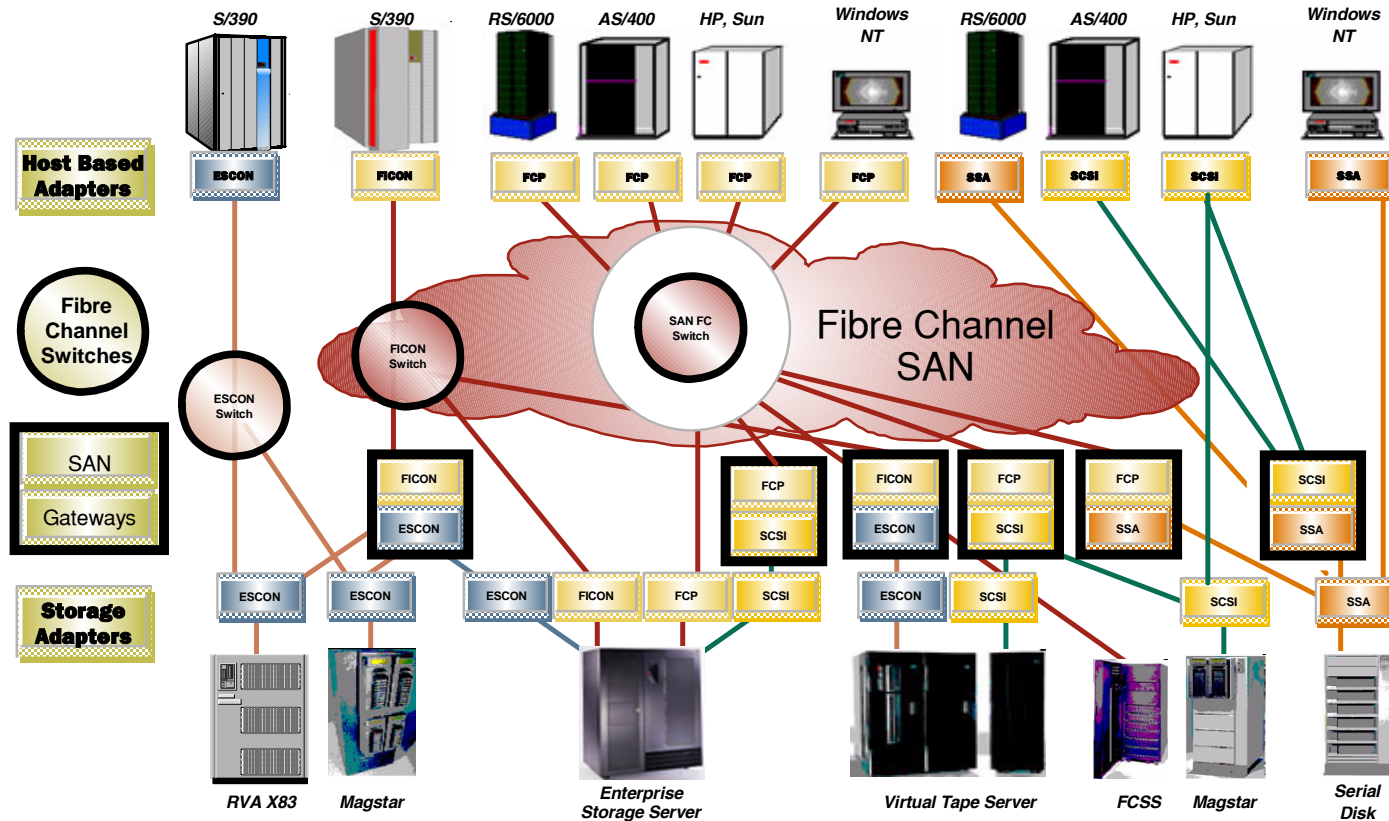 S/390
S/390
RS/6000
AS/400
HP, Sun
Windows
NT
RS/6000
AS/400
HP, Sun
Windows
NT
Host Based
Adapters
ESCON
FICON
FCP
FCP
FCP
FCP
SSA
SCSI
SCSI
SSA
Fibre
Channel
Switches
ESCON
Switch
FICON
Switch
SAN FC
Switch
Fibre Channel
SAN
SAN
Gateways
FICON
ESCON
FCP
SCSI
FICON
ESCON
FCP
SCSI
FCP
SSA
SCSI
SSA
Storage
Adapters
ESCON
ESCON
ESCON
FICON
FCP
SCSI
ESCON
SCSI
SCSI
SSA
RVA X83
Magstar
Enterprise
Storage Server
Virtual Tape Server
FCSS
Magstar
Serial
Disk